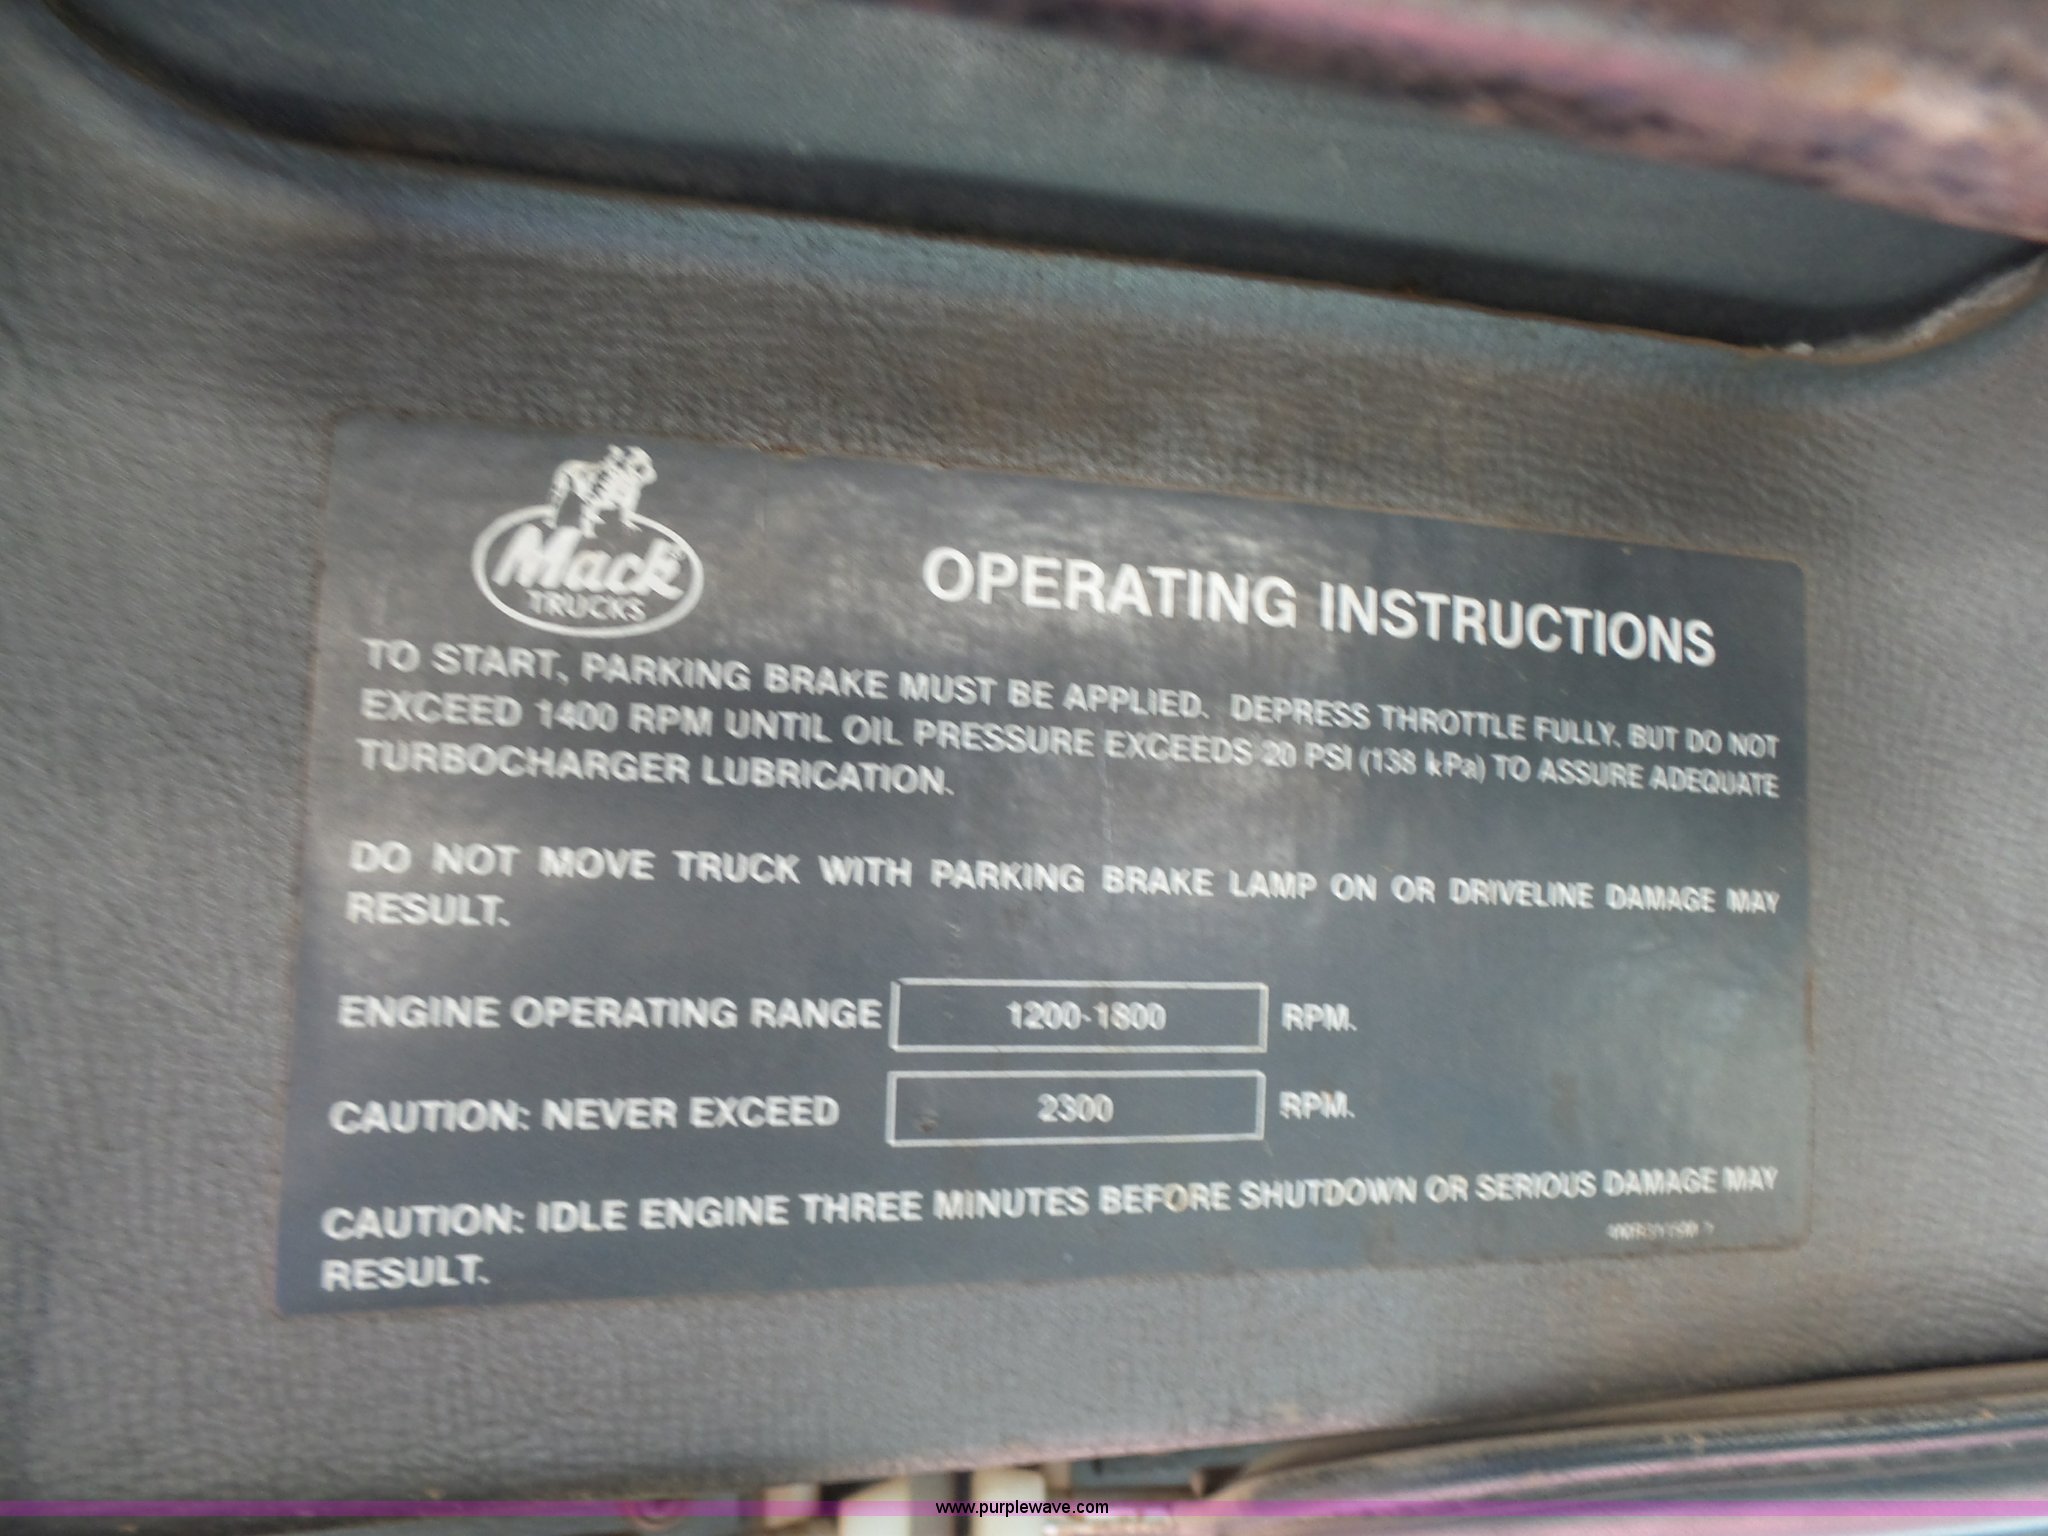 Mack
TRUCKS
OPERATING INSTRUCTIONS
TO START, PARKING BRAKE MUST BE APPLIED. DEPRESS THROTTLE FULLY, BUT DO NOT
EXCEED 1400 RPM UNTIL OIL PRESSURE EXCEEDS 20 PSI (138 kPa) TO ASSURE ADEQUATE
TURBOCHARGER LUBRICATION.
DO NOT MOVE TRUCK WITH PARKING BRAKE LAMP ON OR DRIVELINE DAMAGE MAY
RESULT.
ENGINE OPERATING RANGE 1200-1800 RPM.
CAUTION: NEVER EXCEED 2300 RPM.
CAUTION: IDLE ENGINE THREE MINUTES BEFORE SHUTDOWN OR SERIOUS DAMAGE MAY
RESULT.
www.purplewave.com